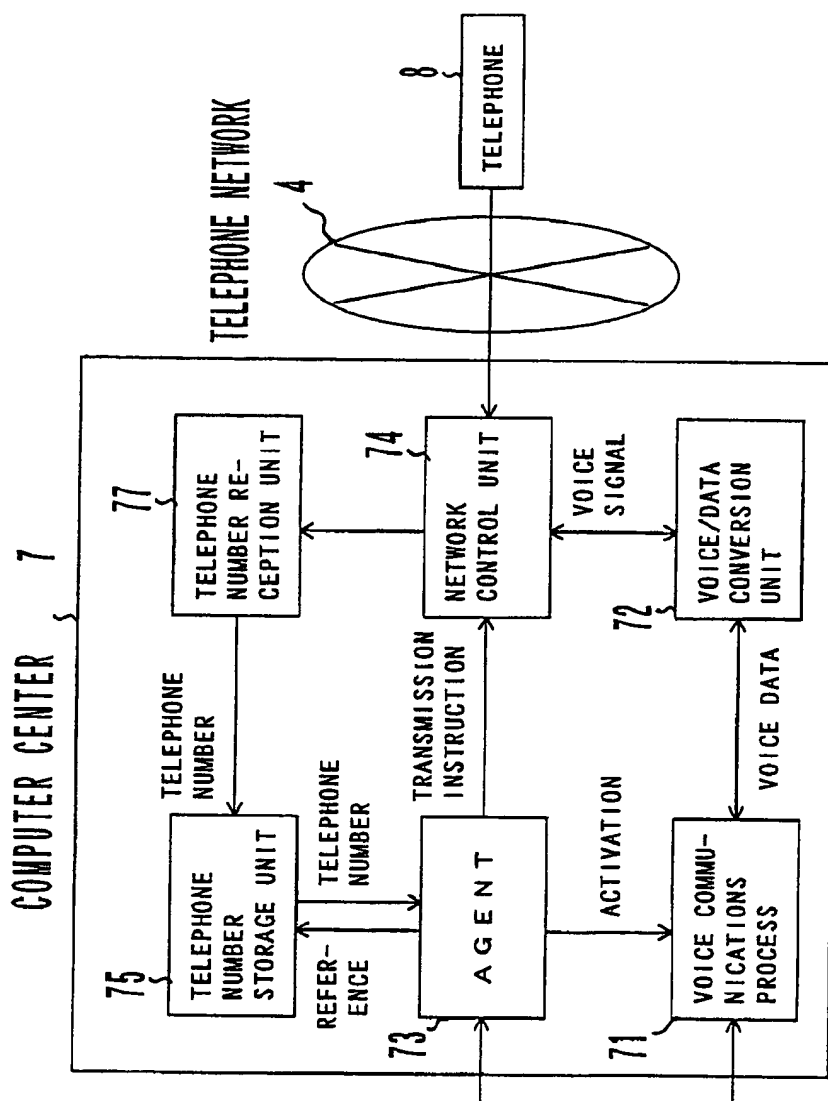 COMPUTER CENTER
7
TELEPHONE NETWORK
4
75
TELEPHONE
NUMBER
STORAGE UNIT
TELEPHONE
NUMBER
77
TELEPHONE
NUMBER RE-
CEPTION UNIT
REFER-
ENCE
TELEPHONE
NUMBER
73
AGENT
TRANSMISSION
INSTRUCTION
74
NETWORK
CONTROL UNIT
8
TELEPHONE
ACTIVATION
VOICE
SIGNAL
71
VOICE COMMU-
NICATIONS
PROCESS
VOICE DATA
72
VOICE/DATA
CONVERSION
UNIT